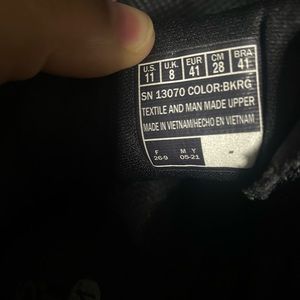 U.S. U.K. EUR CM BRA
11 8 41 28 41
SN 13070 COLOR:BKRG
TEXTILE AND MAN MADE UPPER
MADE IN VIETNAM/HECHO EN VIETNAM
F M Y
26-9 05-21